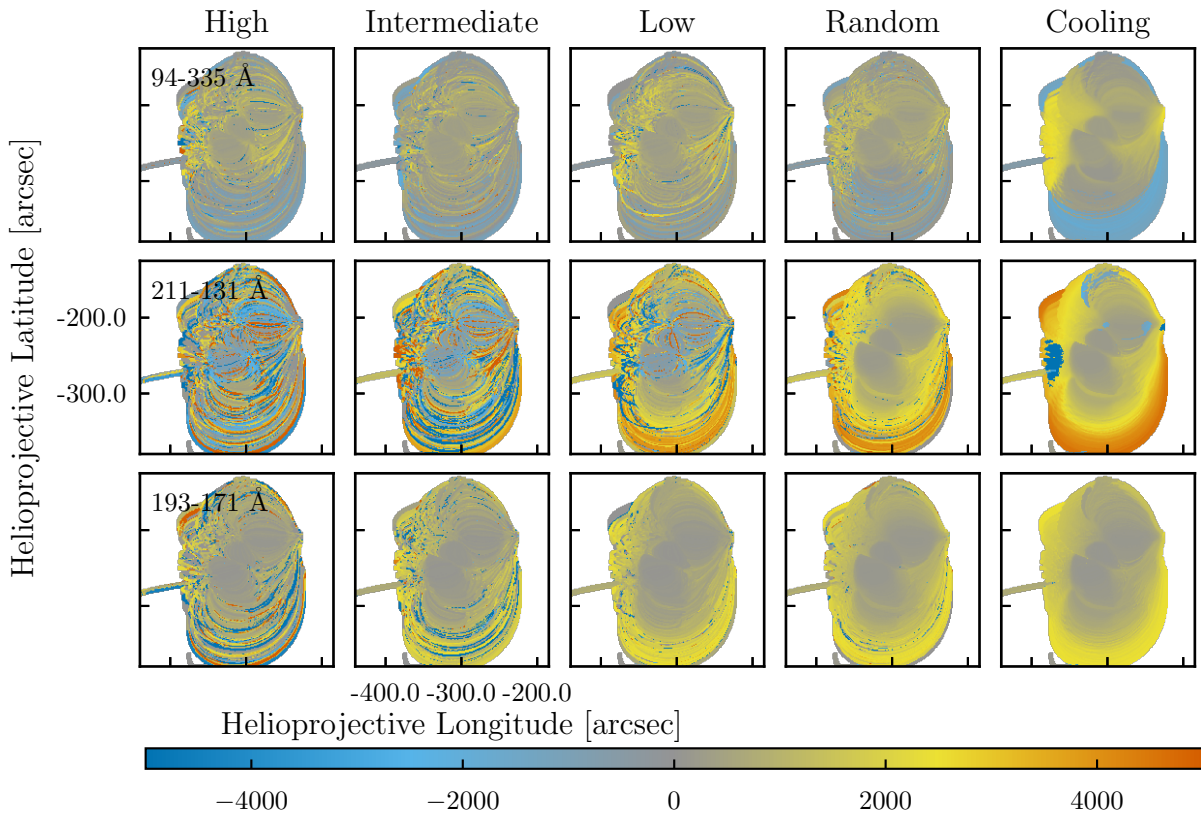 High Intermediate Low Random Cooling
94-335 Å
211-131 Å
193-171 Å
Helioprojective Latitude [arcsec]
-200.0
-300.0
-400.0 -300.0 -200.0
Helioprojective Longitude [arcsec]
−4000 −2000 0 2000 4000